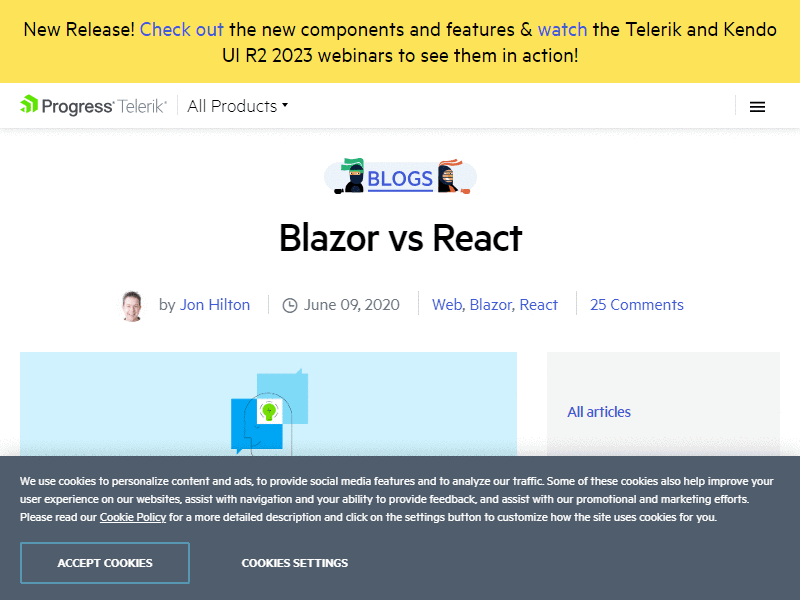 New Release! Check out the new components and features & watch the Telerik and Kendo
UI R2 2023 webinars to see them in action!
Progress Telerik All Products
BLOGS
Blazor vs React
by Jon Hilton June 09, 2020 Web, Blazor, React 25 Comments
All articles
We use cookies to personalize content and ads, to provide social media features and to analyze our traffic. Some of these cookies also help improve your
user experience on our websites, assist with navigation and your ability to provide feedback, and assist with our promotional and marketing efforts.
Please read our Cookie Policy for a more detailed description and click on the settings button to customize how the site uses cookies for you.
ACCEPT COOKIES COOKIES SETTINGS